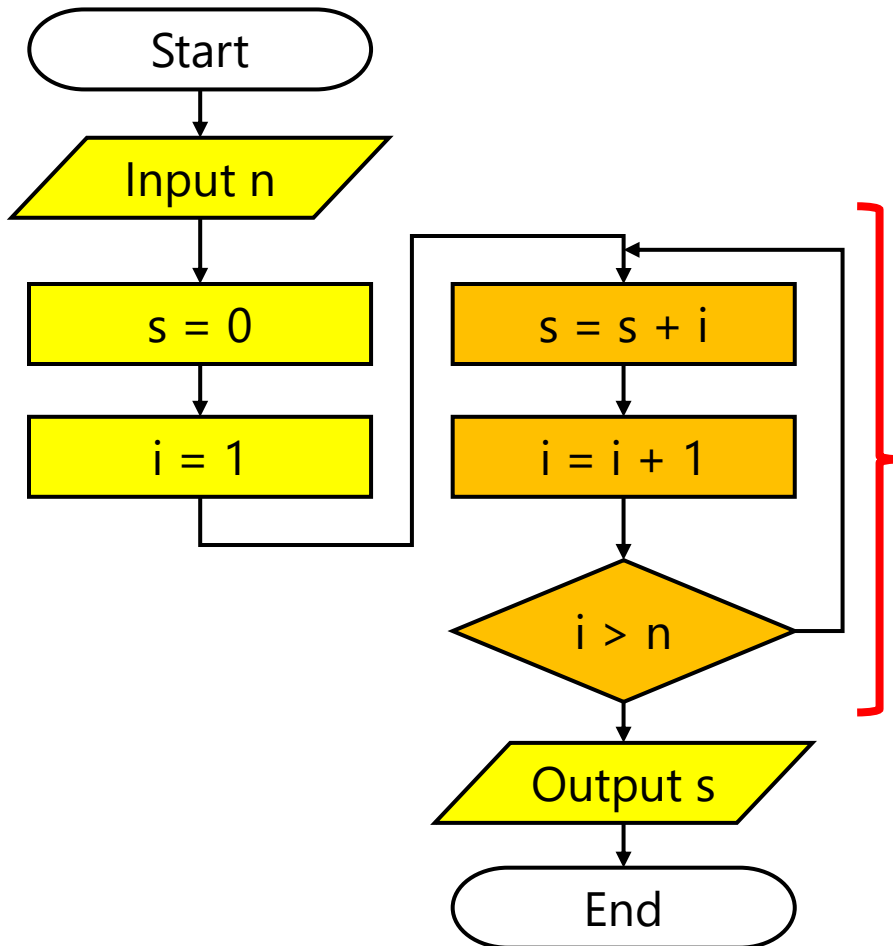 Start
Input n
s = 0
i = 1
s = s + i
i = i + 1
i > n
Output s
End